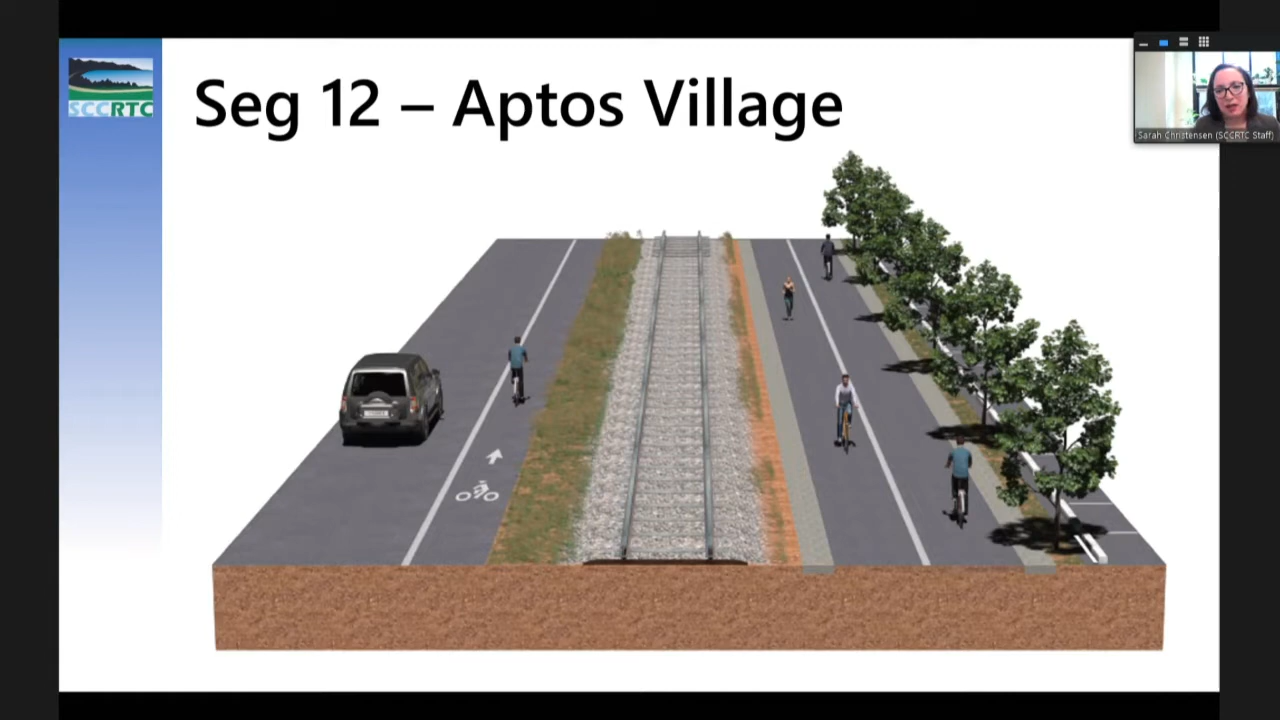 Seg 12 – Aptos Village
SCCRTC
Sarah Christensen (SCCRTC Staff)